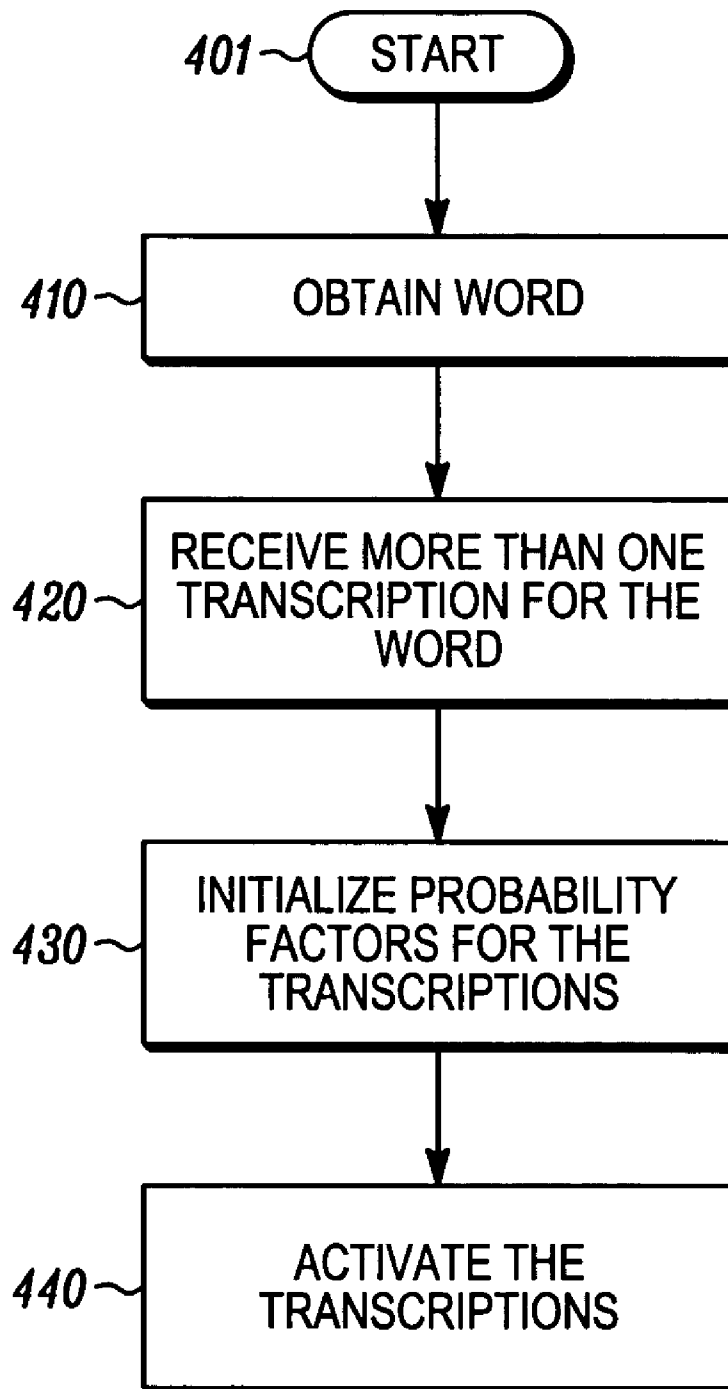 401 START
410 OBTAIN WORD
RECEIVE MORE THAN ONE
420 TRANSCRIPTION FOR THE
WORD
INITIALIZE PROBABILITY
430 FACTORS FOR THE
TRANSCRIPTIONS
ACTIVATE THE
440 TRANSCRIPTIONS